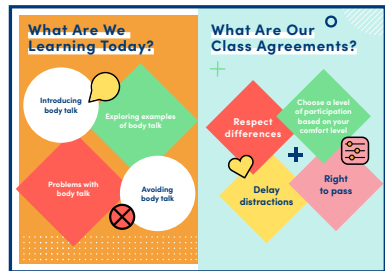 What Are We
Learning Today?
Introducing
body talk
Exploring examples
of body talk
Problems with
body talk
Avoiding
body talk
What Are Our
Class Agreements?
Respect
differences
Choose a level
of participation
based on your
comfort level
Delay
distractions
Right
to pass